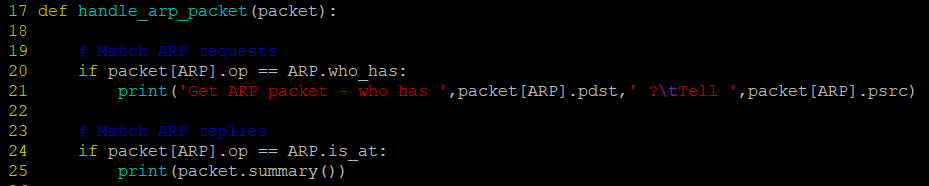 17 def handle_arp_packet(packet):
18
19     # Match ARP requests
20     if packet[ARP].op == ARP.who_has:
21         print('Get ARP packet - who has ',packet[ARP].pdst,' ?\tTell ',packet[ARP].psrc)
22
23     # Match ARP replies
24     if packet[ARP].op == ARP.is_at:
25         print(packet.summary())